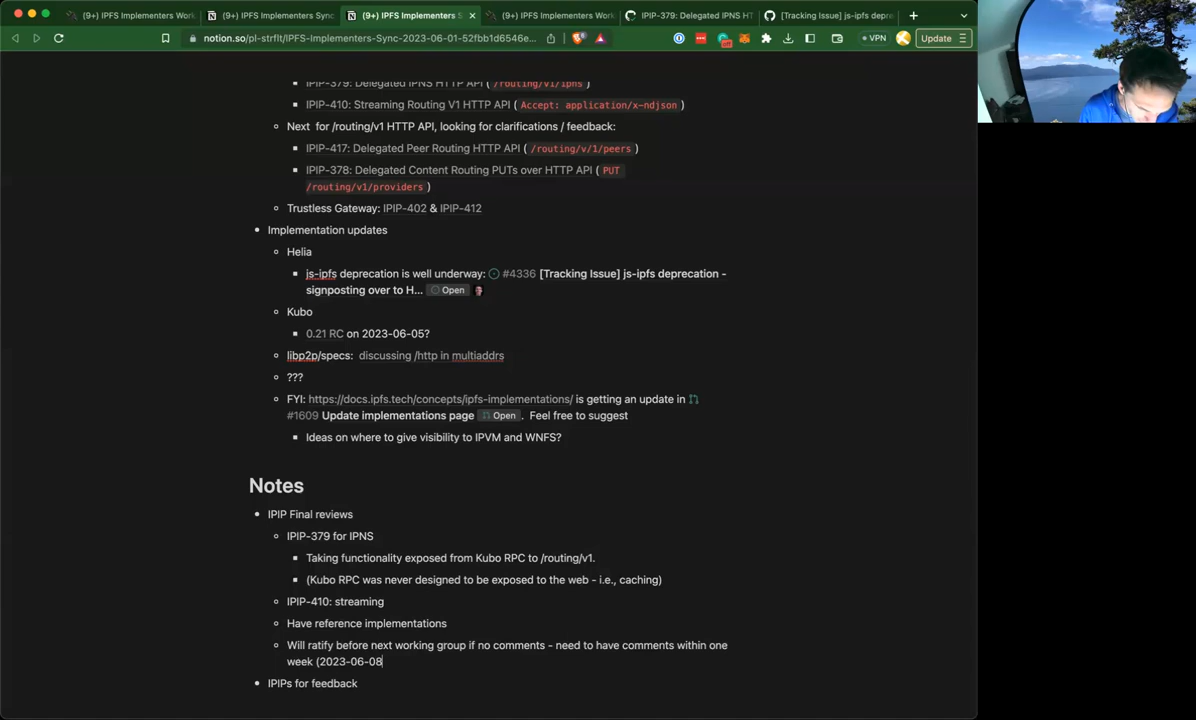 (9+) IPFS Implementers Work
(9+) IPFS Implementers Sync
(9+) IPFS Implementers S
(9+) IPFS Implementers Work
IPIP-379: Delegated IPNS HT
[Tracking Issue] js-ipfs depre
notion.so/pl-strflt/IPFS-Implementers-Sync-2023-06-01-52fbb1d6546e...
VPN
Update
IPIP-379: Delegated IPNS HTTP API ( /routing/v1/ipns )
IPIP-410: Streaming Routing V1 HTTP API ( Accept: application/x-ndjson )
Next for /routing/v1 HTTP API, looking for clarifications / feedback:
IPIP-417: Delegated Peer Routing HTTP API ( /routing/v/1/peers )
IPIP-378: Delegated Content Routing PUTs over HTTP API ( PUT
/routing/v1/providers )
Trustless Gateway: IPIP-402 & IPIP-412
Implementation updates
Helia
js-ipfs deprecation is well underway: #4336 [Tracking Issue] js-ipfs deprecation -
signposting over to H... Open
Kubo
0.21 RC on 2023-06-05?
libp2p/specs: discussing /http in multiaddrs
???
FYI: https://docs.ipfs.tech/concepts/ipfs-implementations/ is getting an update in
#1609 Update implementations page Open . Feel free to suggest
Ideas on where to give visibility to IPVM and WNFS?
Notes
IPIP Final reviews
IPIP-379 for IPNS
Taking functionality exposed from Kubo RPC to /routing/v1.
(Kubo RPC was never designed to be exposed to the web - i.e., caching)
IPIP-410: streaming
Have reference implementations
Will ratify before next working group if no comments - need to have comments within one
week (2023-06-08
IPIPs for feedback